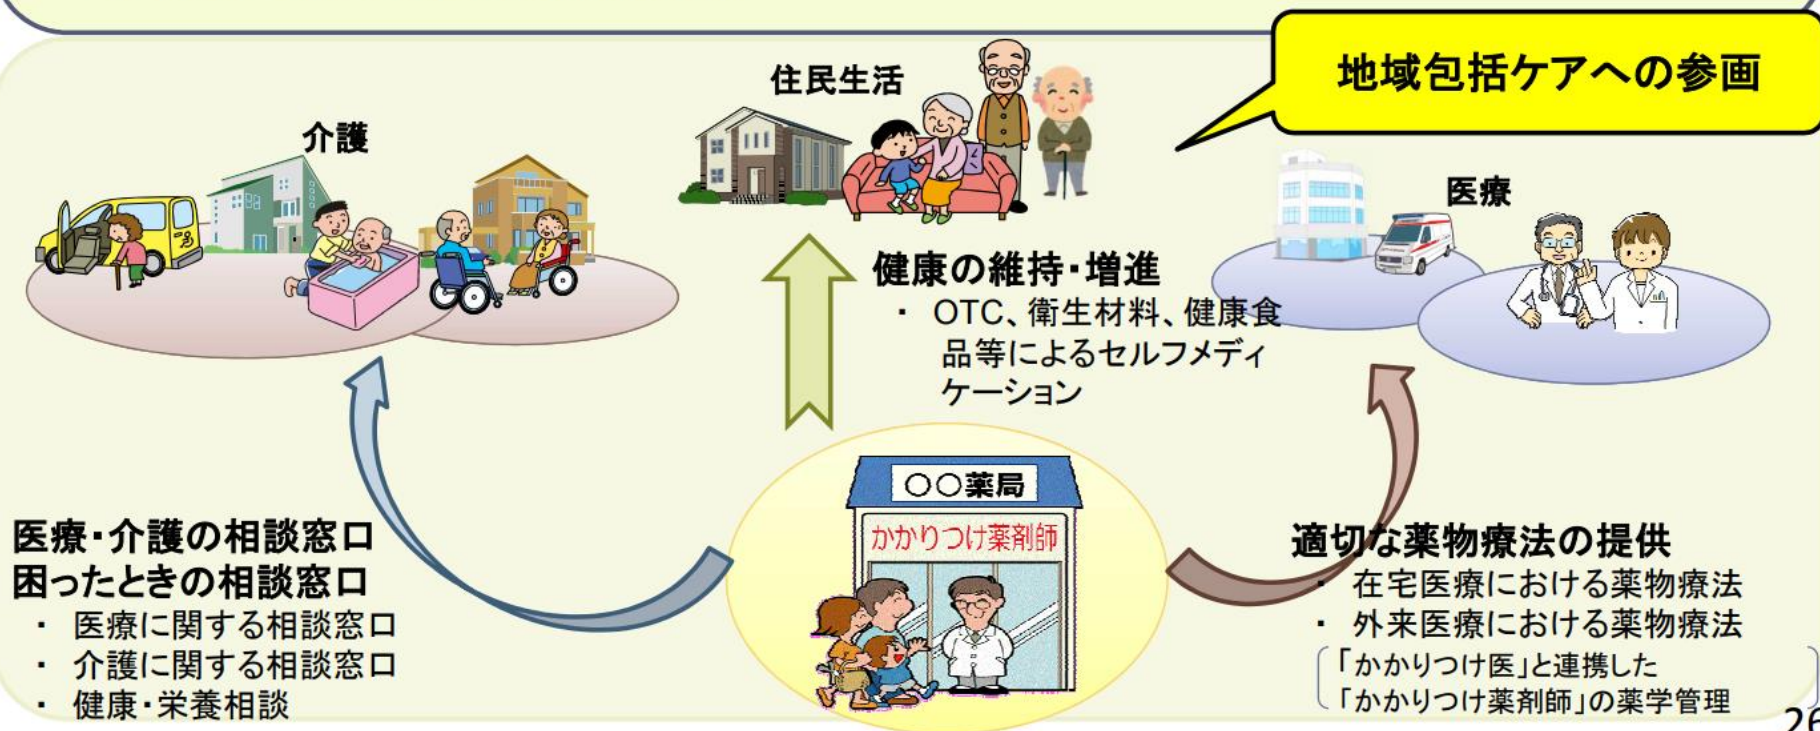 地域包括ケアへの参画
住民生活
介護
医療
健康の維持・増進
・ OTC、衛生材料、健康食
品等によるセルフメディ
ケーション
○○薬局
かかりつけ薬剤師
医療・介護の相談窓口
困ったときの相談窓口
・ 医療に関する相談窓口
・ 介護に関する相談窓口
・ 健康・栄養相談
適切な薬物療法の提供
・ 在宅医療における薬物療法
・ 外来医療における薬物療法
「かかりつけ医」と連携した
「かかりつけ薬剤師」の薬学管理
26